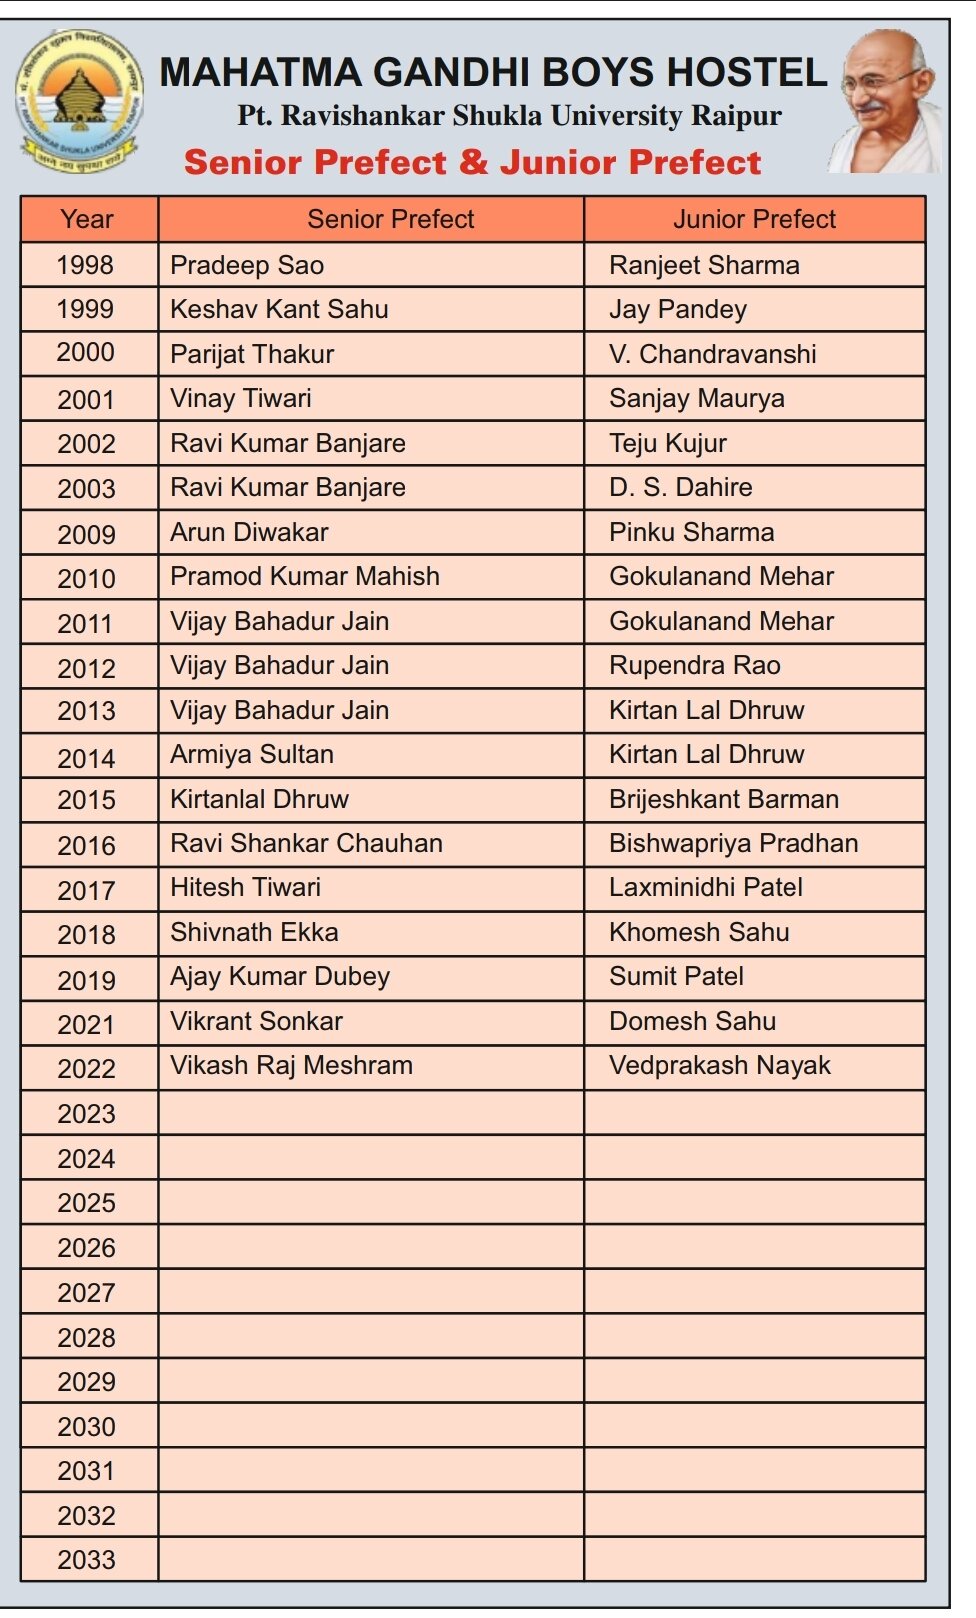 MAHATMA GANDHI BOYS HOSTEL
Pt. Ravishankar Shukla University Raipur
Senior Prefect & Junior Prefect
Year Senior Prefect Junior Prefect
1998 Pradeep Sao Ranjeet Sharma
1999 Keshav Kant Sahu Jay Pandey
2000 Parijat Thakur V. Chandravanshi
2001 Vinay Tiwari Sanjay Maurya
2002 Ravi Kumar Banjare Teju Kujur
2003 Ravi Kumar Banjare D. S. Dahire
2009 Arun Diwakar Pinku Sharma
2010 Pramod Kumar Mahish Gokulanand Mehar
2011 Vijay Bahadur Jain Gokulanand Mehar
2012 Vijay Bahadur Jain Rupendra Rao
2013 Vijay Bahadur Jain Kirtan Lal Dhruw
2014 Armiya Sultan Kirtan Lal Dhruw
2015 Kirtanlal Dhruw Brijeshkant Barman
2016 Ravi Shankar Chauhan Bishwapriya Pradhan
2017 Hitesh Tiwari Laxminidhi Patel
2018 Shivnath Ekka Khomesh Sahu
2019 Ajay Kumar Dubey Sumit Patel
2021 Vikrant Sonkar Domesh Sahu
2022 Vikash Raj Meshram Vedprakash Nayak
2023
2024
2025
2026
2027
2028
2029
2030
2031
2032
2033